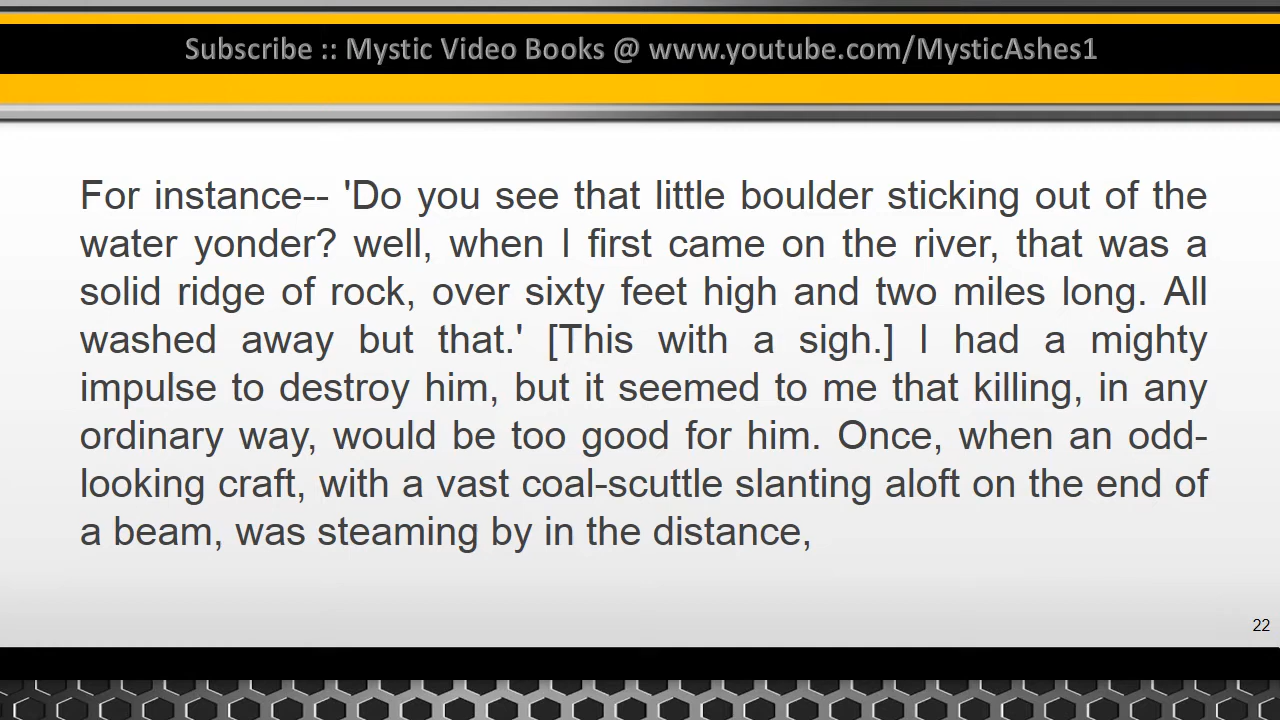 Subscribe :: Mystic Video Books @ www.youtube.com/MysticAshes1
For instance-- 'Do you see that little boulder sticking out of the
water yonder? well, when I first came on the river, that was a
solid ridge of rock, over sixty feet high and two miles long. All
washed away but that.' [This with a sigh.] I had a mighty
impulse to destroy him, but it seemed to me that killing, in any
ordinary way, would be too good for him. Once, when an odd-
looking craft, with a vast coal-scuttle slanting aloft on the end of
a beam, was steaming by in the distance,
22